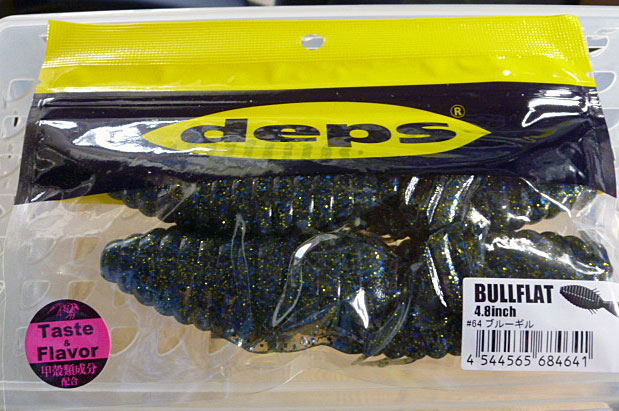 deps®
Taste
&
Flavor
甲殻類成分
配合
BULLFLAT
4.8inch
#64 ブルーギル
4 544565 684641